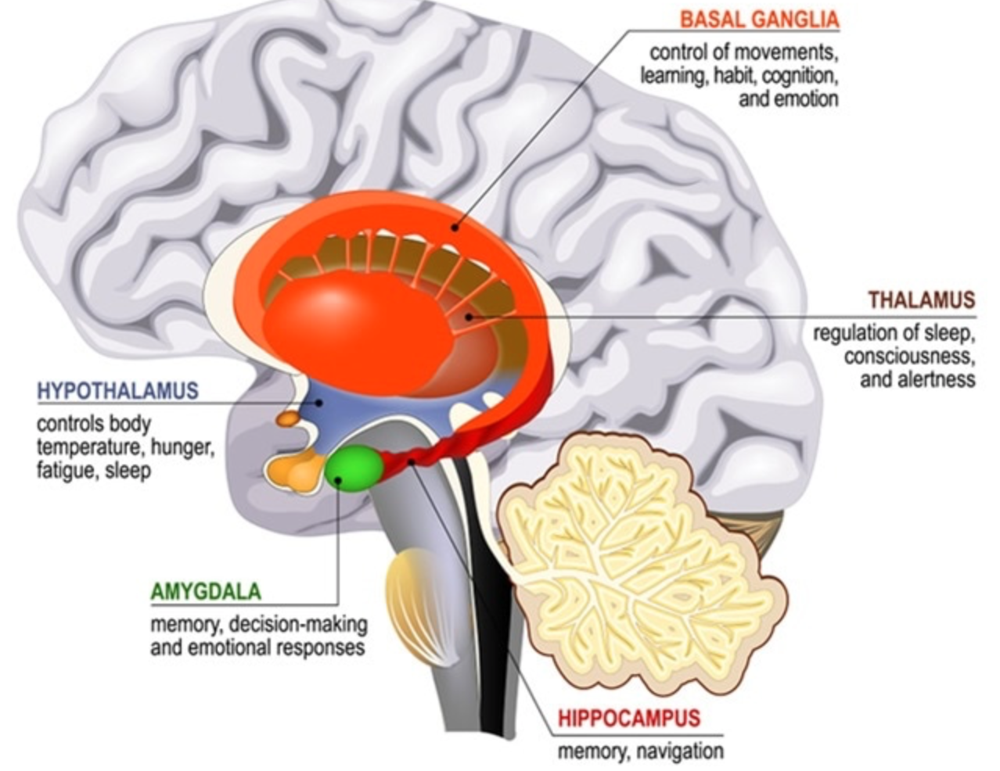 BASAL GANGLIA
control of movements,
learning, habit, cognition,
and emotion
THALAMUS
regulation of sleep,
consciousness,
and alertness
HYPOTHALAMUS
controls body
temperature, hunger,
fatigue, sleep
AMYGDALA
memory, decision-making
and emotional responses
HIPPOCAMPUS
memory, navigation